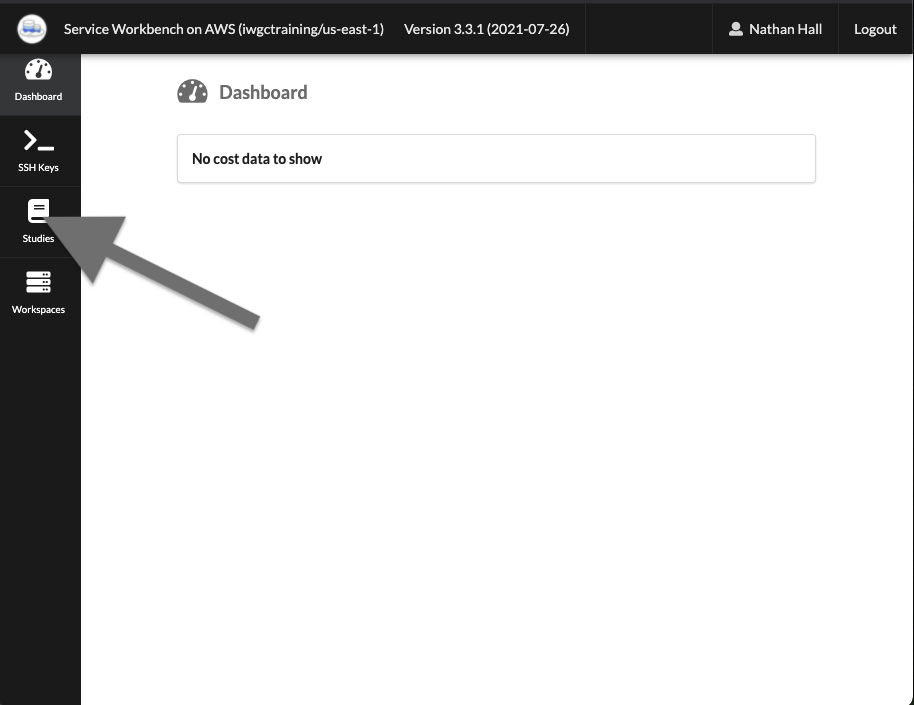 Service Workbench on AWS (iwgctraining/us-east-1) Version 3.3.1 (2021-07-26) Nathan Hall Logout
Dashboard
SSH Keys
Studies
Workspaces
Dashboard
No cost data to show